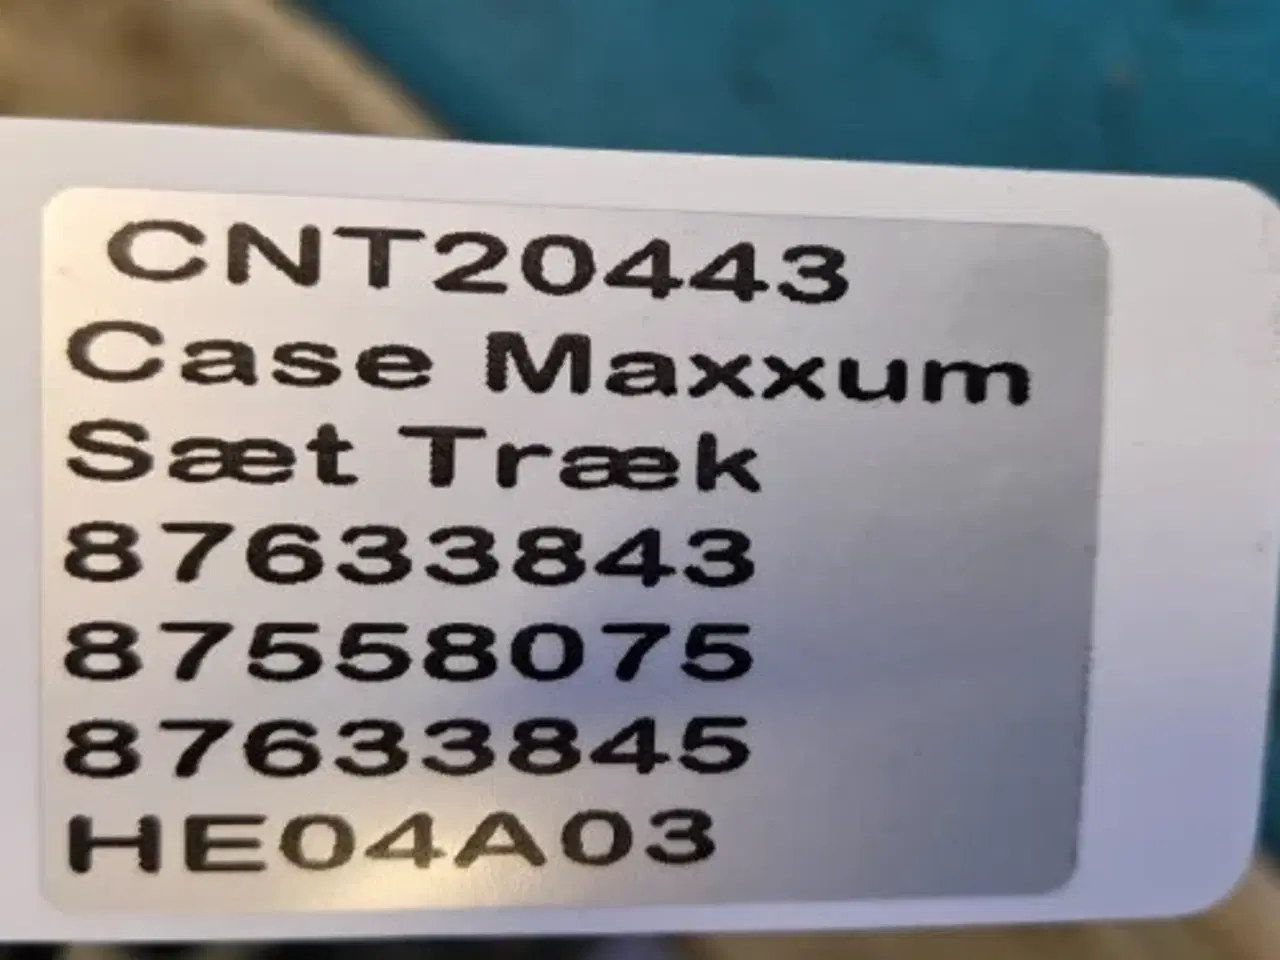 CNT20443
Case Maxxum
Sæt Træk
87633843
87558075
87633845
HE04A03